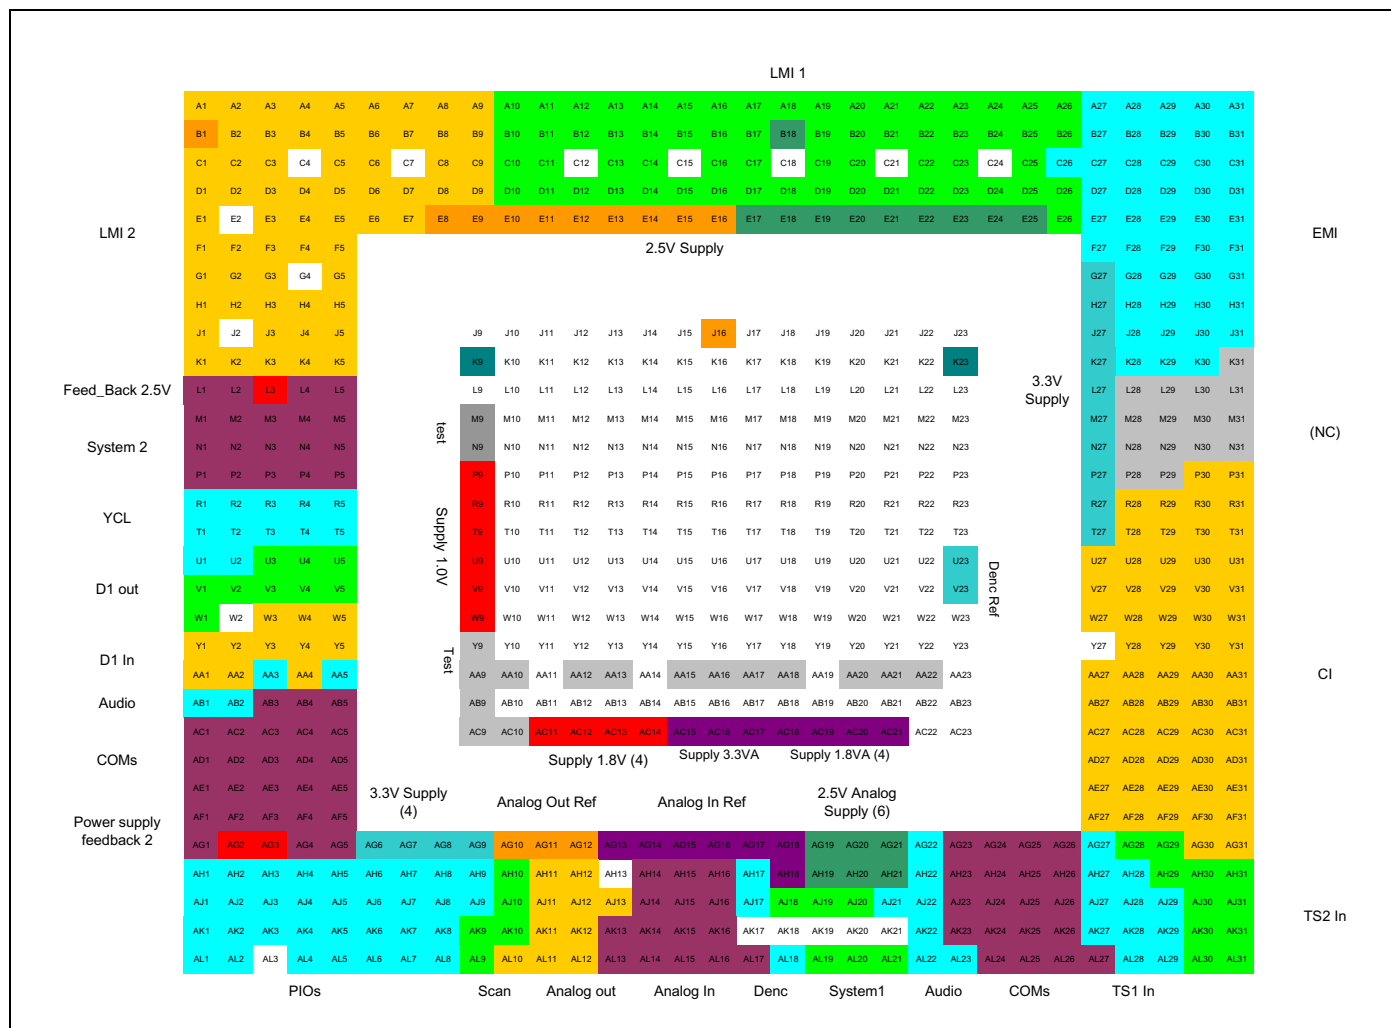 LMI 1
A1 A2 A3 A4 A5 A6 A7 A8 A9 A10 A11 A12 A13 A14 A15 A16 A17 A18 A19 A20 A21 A22 A23 A24 A25 A26 A27 A28 A29 A30 A31
B1 B2 B3 B4 B5 B6 B7 B8 B9 B10 B11 B12 B13 B14 B15 B16 B17 B18 B19 B20 B21 B22 B23 B24 B25 B26 B27 B28 B29 B30 B31
C1 C2 C3 C4 C5 C6 C7 C8 C9 C10 C11 C12 C13 C14 C15 C16 C17 C18 C19 C20 C21 C22 C23 C24 C25 C26 C27 C28 C29 C30 C31
D1 D2 D3 D4 D5 D6 D7 D8 D9 D10 D11 D12 D13 D14 D15 D16 D17 D18 D19 D20 D21 D22 D23 D24 D25 D26 D27 D28 D29 D30 D31
E1 E2 E3 E4 E5 E6 E7 E8 E9 E10 E11 E12 E13 E14 E15 E16 E17 E18 E19 E20 E21 E22 E23 E24 E25 E26 E27 E28 E29 E30 E31
LMI 2
EMI
F1 F2 F3 F4 F5 2.5V Supply F27 F28 F29 F30 F31
G1 G2 G3 G4 G5 G27 G28 G29 G30 G31
H1 H2 H3 H4 H5 H27 H28 H29 H30 H31
J1 J2 J3 J4 J5 J9 J10 J11 J12 J13 J14 J15 J16 J17 J18 J19 J20 J21 J22 J23 J27 J28 J29 J30 J31
K1 K2 K3 K4 K5 K9 K10 K11 K12 K13 K14 K15 K16 K17 K18 K19 K20 K21 K22 K23 K27 K28 K29 K30 K31
3.3V
Supply
Feed_Back 2.5V L1 L2 L3 L4 L5 L9 L10 L11 L12 L13 L14 L15 L16 L17 L18 L19 L20 L21 L22 L23 L27 L28 L29 L30 L31
M1 M2 M3 M4 M5 test M9 M10 M11 M12 M13 M14 M15 M16 M17 M18 M19 M20 M21 M22 M23 M27 M28 M29 M30 M31
(NC)
System 2 N1 N2 N3 N4 N5 N9 N10 N11 N12 N13 N14 N15 N16 N17 N18 N19 N20 N21 N22 N23 N27 N28 N29 N30 N31
P1 P2 P3 P4 P5 P9 P10 P11 P12 P13 P14 P15 P16 P17 P18 P19 P20 P21 P22 P23 P27 P28 P29 P30 P31
R1 R2 R3 R4 R5 R9 R10 R11 R12 R13 R14 R15 R16 R17 R18 R19 R20 R21 R22 R23 R27 R28 R29 R30 R31
YCL
T1 T2 T3 T4 T5 Supply 1.0V T9 T10 T11 T12 T13 T14 T15 T16 T17 T18 T19 T20 T21 T22 T23 T27 T28 T29 T30 T31
U1 U2 U3 U4 U5 U9 U10 U11 U12 U13 U14 U15 U16 U17 U18 U19 U20 U21 U22 U23 U27 U28 U29 U30 U31
D1 out V1 V2 V3 V4 V5 V9 V10 V11 V12 V13 V14 V15 V16 V17 V18 V19 V20 V21 V22 V23 Denc Ref V27 V28 V29 V30 V31
W1 W2 W3 W4 W5 W9 W10 W11 W12 W13 W14 W15 W16 W17 W18 W19 W20 W21 W22 W23 W27 W28 W29 W30 W31
Y1 Y2 Y3 Y4 Y5 Y9 Y10 Y11 Y12 Y13 Y14 Y15 Y16 Y17 Y18 Y19 Y20 Y21 Y22 Y23 Y27 Y28 Y29 Y30 Y31
D1 In
Test
AA1 AA2 AA3 AA4 AA5 AA9 AA10 AA11 AA12 AA13 AA14 AA15 AA16 AA17 AA18 AA19 AA20 AA21 AA22 AA23 AA27 AA28 AA29 AA30 AA31 CI
Audio AB1 AB2 AB3 AB4 AB5 AB9 AB10 AB11 AB12 AB13 AB14 AB15 AB16 AB17 AB18 AB19 AB20 AB21 AB22 AB23 AB27 AB28 AB29 AB30 AB31
AC1 AC2 AC3 AC4 AC5 AC9 AC10 AC11 AC12 AC13 AC14 AC15 AC16 AC17 AC18 AC19 AC20 AC21 AC22 AC23 AC27 AC28 AC29 AC30 AC31
COMs AD1 AD2 AD3 AD4 AD5 Supply 1.8V (4) Supply 3.3VA Supply 1.8VA (4) AD27 AD28 AD29 AD30 AD31
AE1 AE2 AE3 AE4 AE5 AE27 AE28 AE29 AE30 AE31
3.3V Supply
(4)
Analog Out Ref
Analog In Ref
2.5V Analog
Supply (6)
AF1 AF2 AF3 AF4 AF5 AF27 AF28 AF29 AF30 AF31
Power supply
feedback 2
AG1 AG2 AG3 AG4 AG5 AG6 AG7 AG8 AG9 AG10 AG11 AG12 AG13 AG14 AG15 AG16 AG17 AG18 AG19 AG20 AG21 AG22 AG23 AG24 AG25 AG26 AG27 AG28 AG29 AG30 AG31
AH1 AH2 AH3 AH4 AH5 AH6 AH7 AH8 AH9 AH10 AH11 AH12 AH13 AH14 AH15 AH16 AH17 AH18 AH19 AH20 AH21 AH22 AH23 AH24 AH25 AH26 AH27 AH28 AH29 AH30 AH31
AJ1 AJ2 AJ3 AJ4 AJ5 AJ6 AJ7 AJ8 AJ9 AJ10 AJ11 AJ12 AJ13 AJ14 AJ15 AJ16 AJ17 AJ18 AJ19 AJ20 AJ21 AJ22 AJ23 AJ24 AJ25 AJ26 AJ27 AJ28 AJ29 AJ30 AJ31
TS2 In
AK1 AK2 AK3 AK4 AK5 AK6 AK7 AK8 AK9 AK10 AK11 AK12 AK13 AK14 AK15 AK16 AK17 AK18 AK19 AK20 AK21 AK22 AK23 AK24 AK25 AK26 AK27 AK28 AK29 AK30 AK31
AL1 AL2 AL3 AL4 AL5 AL6 AL7 AL8 AL9 AL10 AL11 AL12 AL13 AL14 AL15 AL16 AL17 AL18 AL19 AL20 AL21 AL22 AL23 AL24 AL25 AL26 AL27 AL28 AL29 AL30 AL31
PIOs Scan Analog out Analog In Denc System1 Audio COMs TS1 In